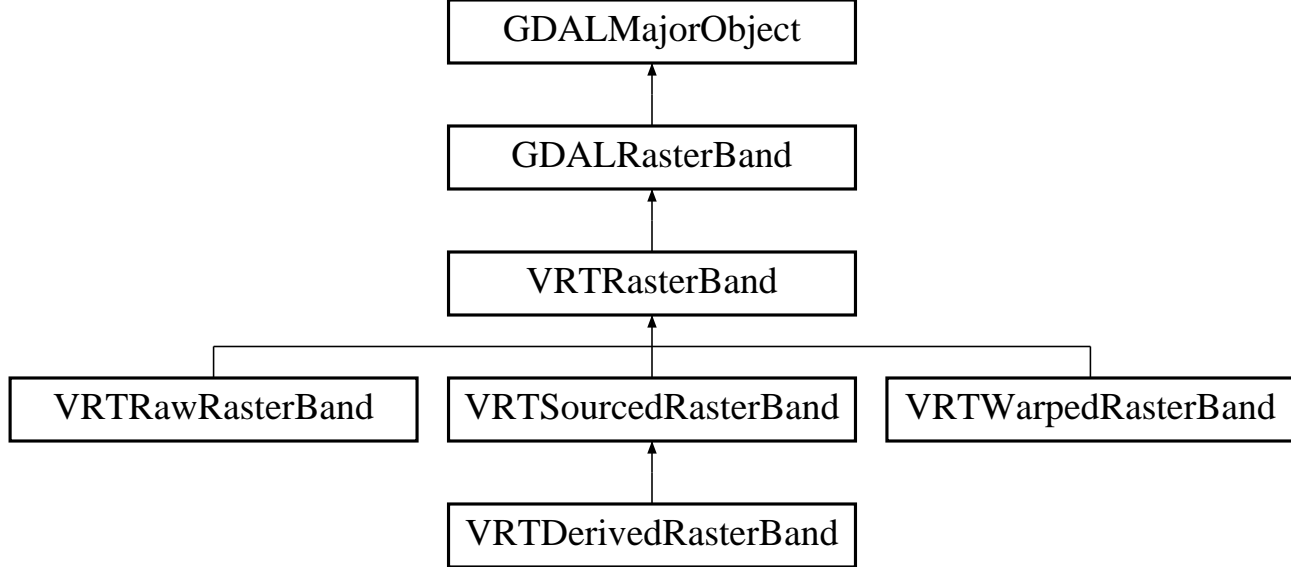 GDALMajorObject
GDALRasterBand
VRTRasterBand
VRTRawRasterBand
VRTSourcedRasterBand
VRTWarpedRasterBand
VRTDerivedRasterBand